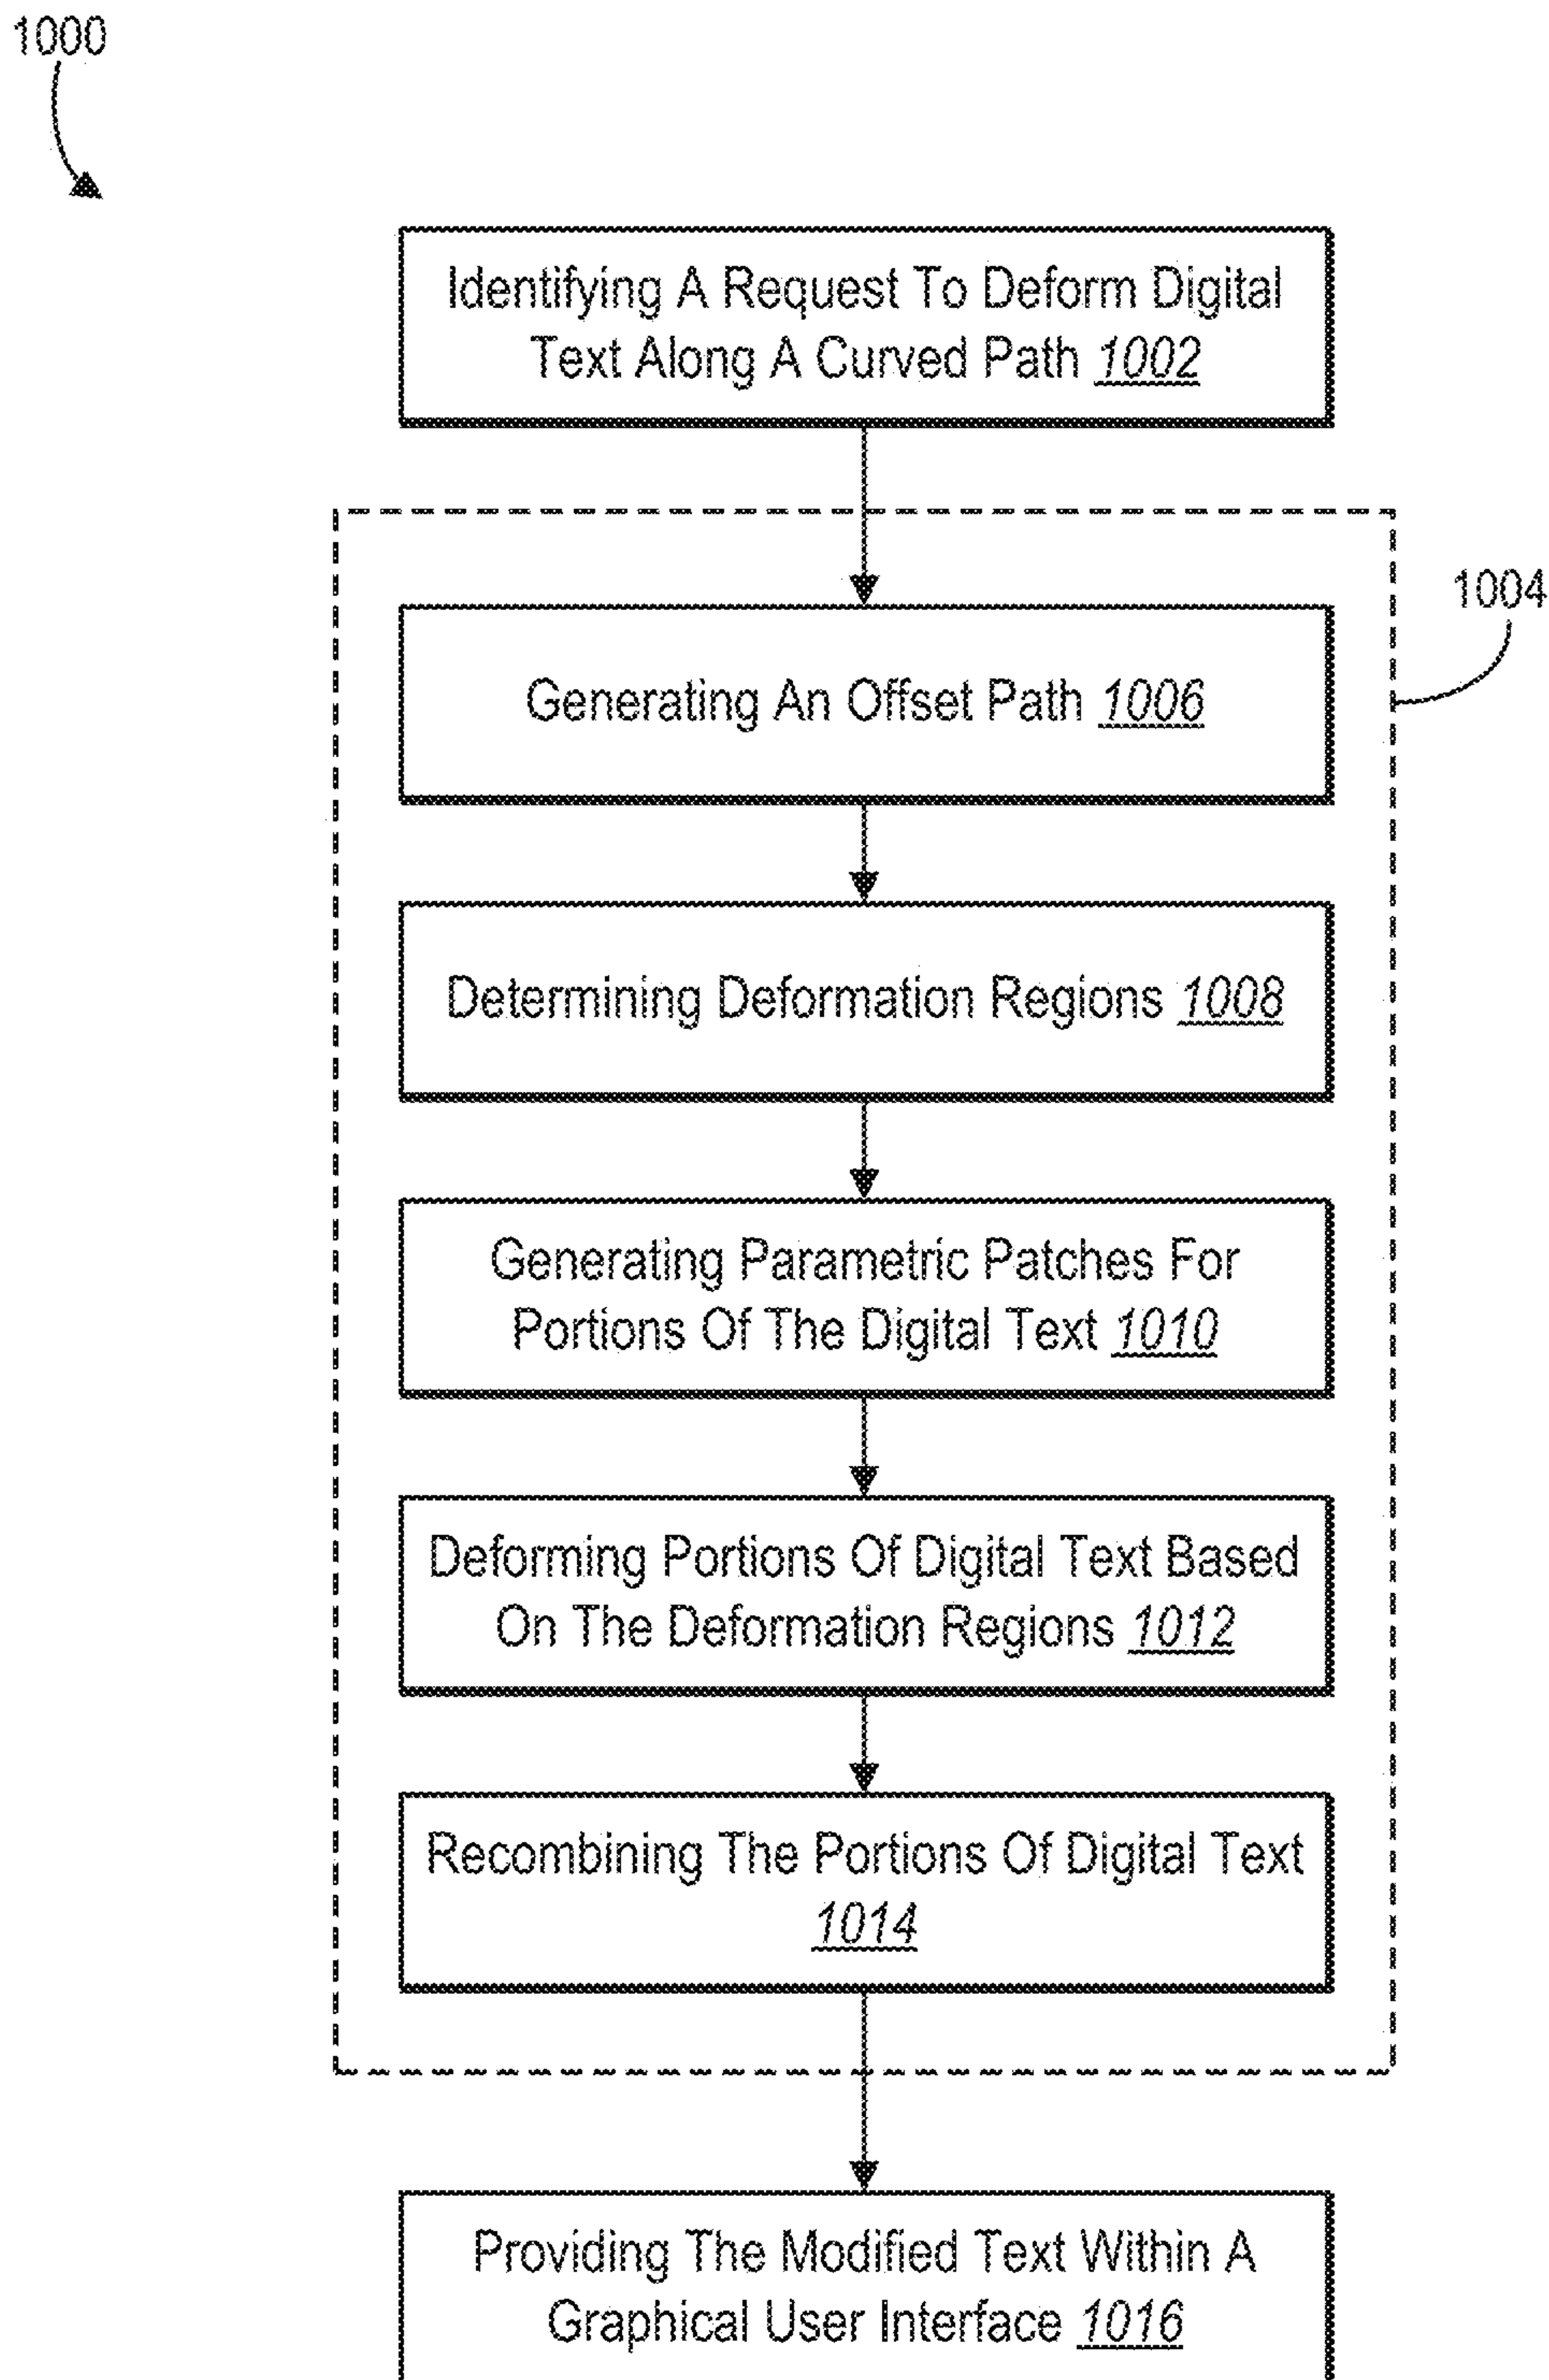 1000
Identifying A Request To Deform Digital
Text Along A Curved Path 1002
1004
Generating An Offset Path 1006
Determining Deformation Regions 1008
Generating Parametric Patches For
Portions Of The Digital Text 1010
Deforming Portions Of Digital Text Based
On The Deformation Regions 1012
Recombining The Portions Of Digital Text
1014
Providing The Modified Text Within A
Graphical User Interface 1016